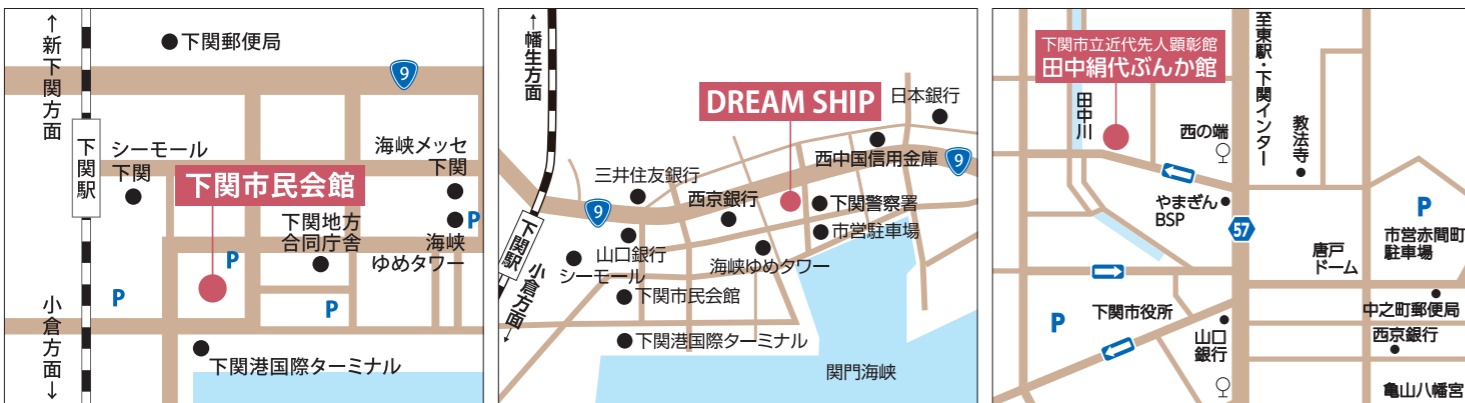 ↑新下関方面
下関駅
小倉方面↓
下関郵便局
9
シーモール
下関
海峡メッセ
下関
下関市民会館
下関地方
合同庁舎
P
海峡
ゆめタワー
P
P
P
下関港国際ターミナル
←幡生方面
下関駅
小倉方面→
DREAM SHIP
日本銀行
西中国信用金庫
9
三井住友銀行
西京銀行
9
下関警察署
市営駐車場
山口銀行
シーモール
海峡ゆめタワー
下関市民会館
下関港国際ターミナル
関門海峡
下関市立近代先人顕彰館
田中絹代ぶんか館
至東駅・下関インター
田中川
西の端
教法寺
やまぎん
BSP
57
P
市営赤間町
駐車場
唐戸
ドーム
下関市役所
P
中之町郵便局
山口
銀行
西京銀行
亀山八幡宮